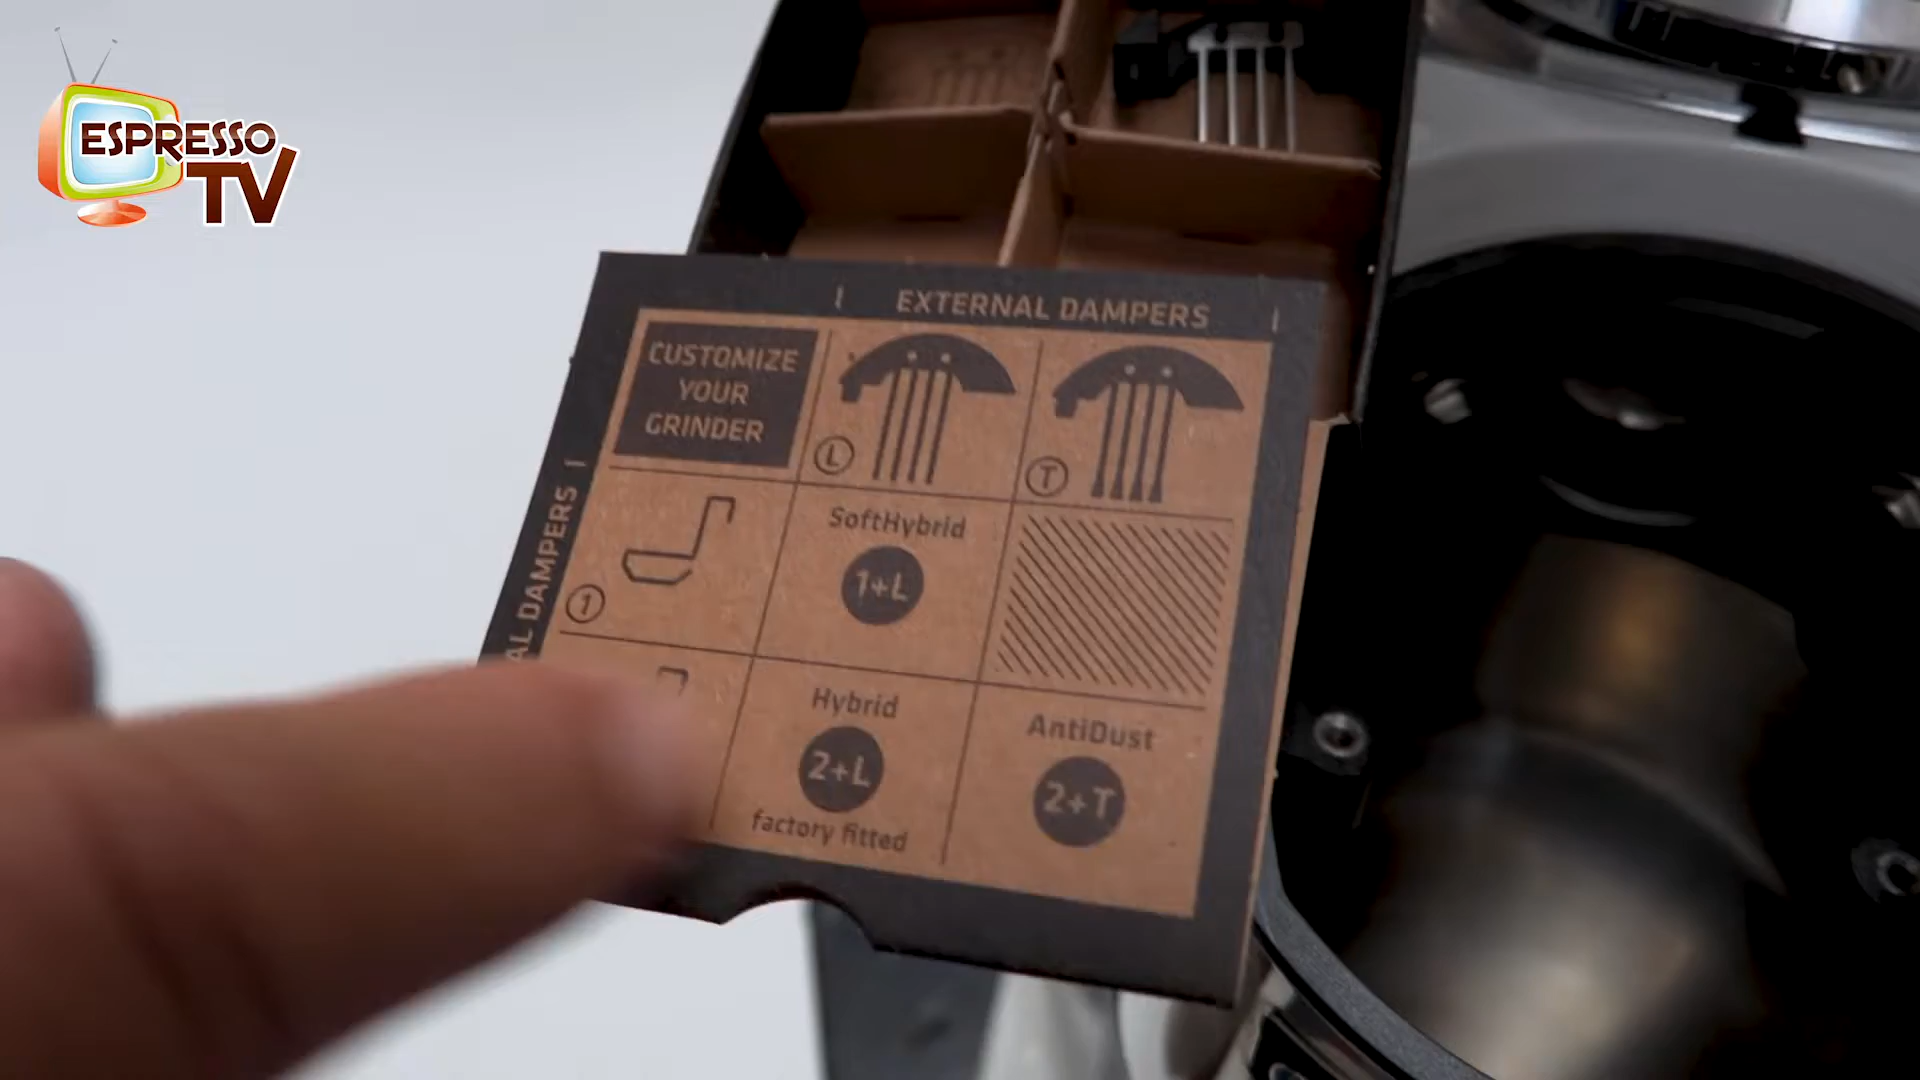 ESPRESSO
TV
EXTERNAL DAMPERS
CUSTOMIZE
YOUR
GRINDER
L
T
AL DAMPERS
1
SoftHybrid
1+L
Hybrid
2+L
factory fitted
AntiDust
2+T